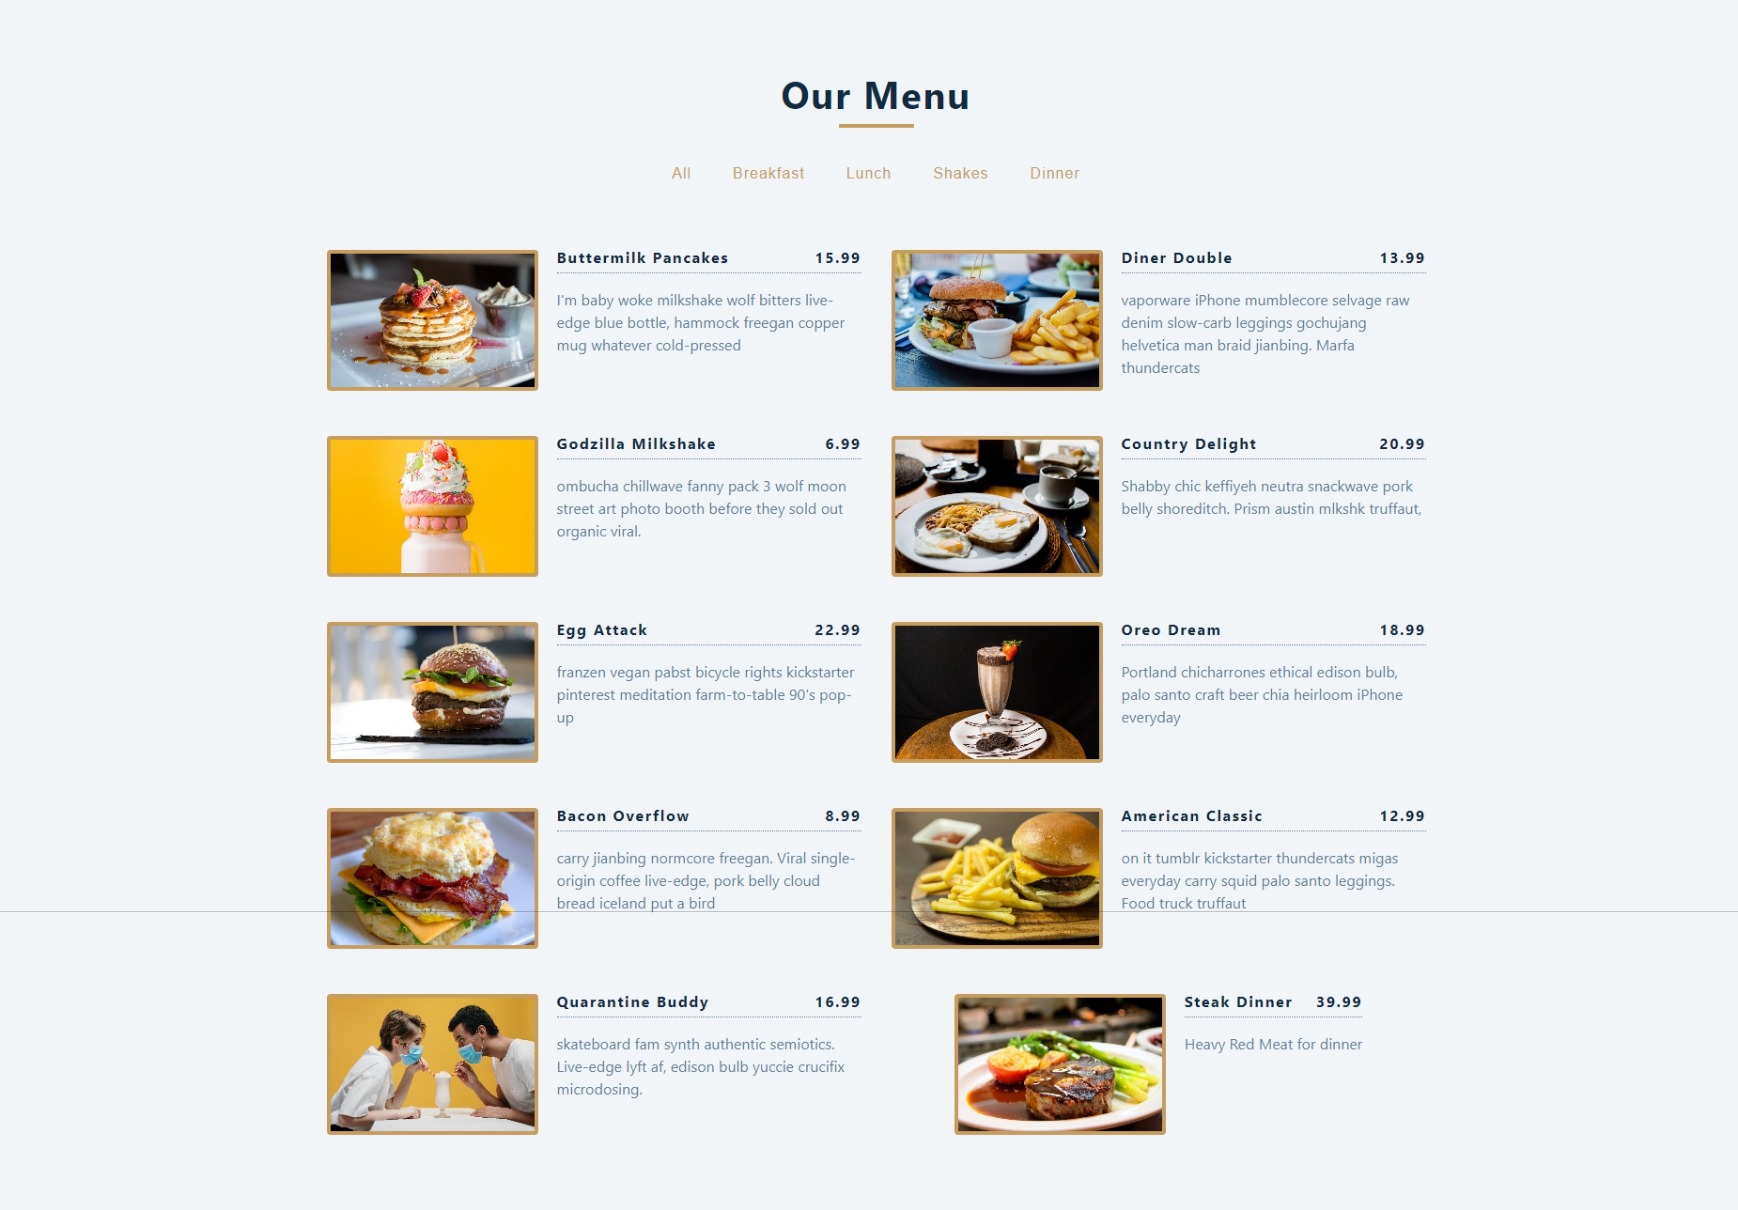 Our Menu
All Breakfast Lunch Shakes Dinner
Buttermilk Pancakes 15.99
I'm baby woke milkshake wolf bitters live-
edge blue bottle, hammock freegan copper
mug whatever cold-pressed
Diner Double 13.99
vaporware iPhone mumblecore selvage raw
denim slow-carb leggings gochujang
helvetica man braid jianbing. Marfa
thundercats
Godzilla Milkshake 6.99
ombucha chillwave fanny pack 3 wolf moon
street art photo booth before they sold out
organic viral.
Country Delight 20.99
Shabby chic keffiyeh neutra snackwave pork
belly shoreditch. Prism austin mlkshk truffaut,
Egg Attack 22.99
franzen vegan pabst bicycle rights kickstarter
pinterest meditation farm-to-table 90's pop-
up
Oreo Dream 18.99
Portland chicharrones ethical edison bulb,
palo santo craft beer chia heirloom iPhone
everyday
Bacon Overflow 8.99
carry jianbing normcore freegan. Viral single-
origin coffee live-edge, pork belly cloud
bread iceland put a bird
American Classic 12.99
on it tumblr kickstarter thundercats migas
everyday carry squid palo santo leggings.
Food truck truffaut
Quarantine Buddy 16.99
skateboard fam synth authentic semiotics.
Live-edge lyft af, edison bulb yuccie crucifix
microdosing.
Steak Dinner 39.99
Heavy Red Meat for dinner